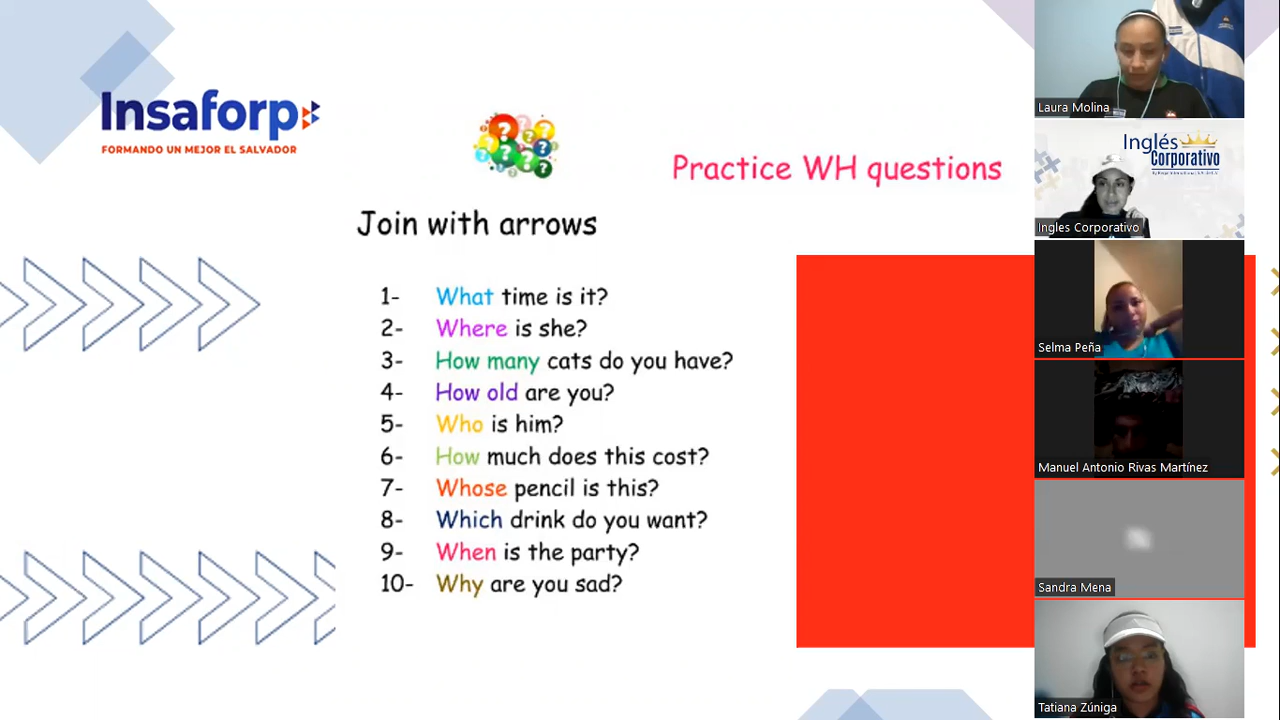 Insaforp
FORMANDO UN MEJOR EL SALVADOR
Practice WH questions
Join with arrows
1- What time is it?
2- Where is she?
3- How many cats do you have?
4- How old are you?
5- Who is him?
6- How much does this cost?
7- Whose pencil is this?
8- Which drink do you want?
9- When is the party?
10- Why are you sad?
Laura Molina
Inglés
Corporativo
Ingles Corporativo
Selma Peña
Manuel Antonio Rivas Martínez
Sandra Mena
Tatiana Zúniga